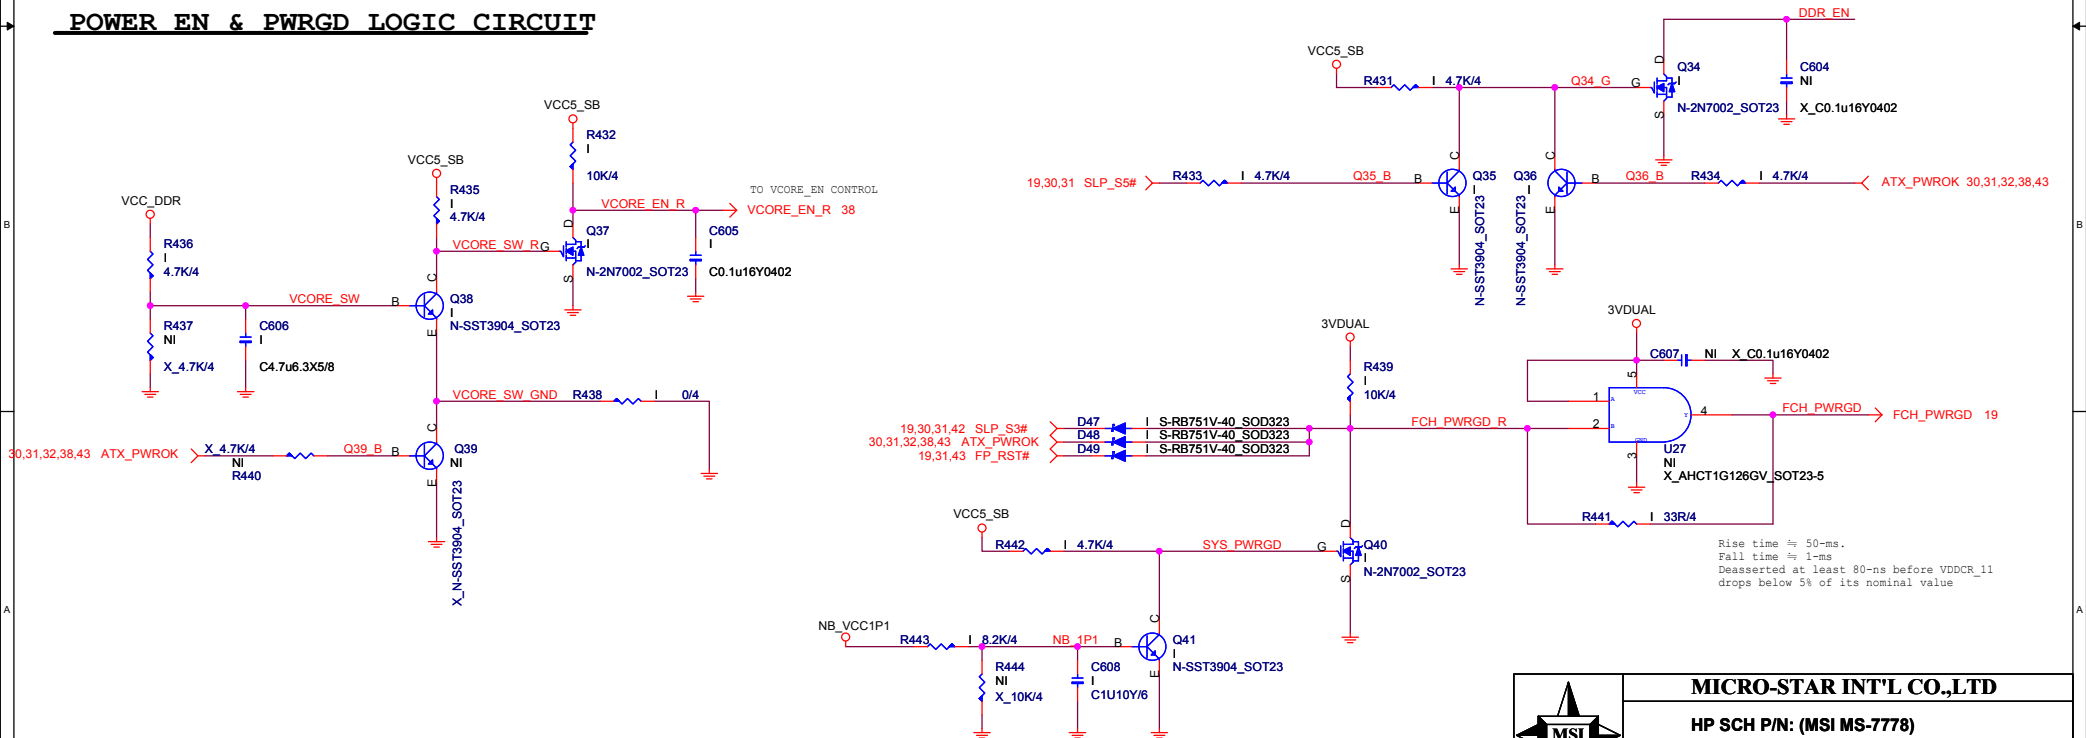 POWER EN & PWRGD LOGIC CIRCUIT
VCC_DDR
R436
I
4.7K/4
R437
NI
X_4.7K/4
C606
I
C4.7u6.3X5/8
VCORE_SW
VCC5_SB
R435
I
4.7K/4
VCORE_SW_R
G
C
B
Q38
I
N-SST3904_SOT23
E
VCC5_SB
R432
I
10K/4
VCORE_EN_R
TO VCORE_EN CONTROL
VCORE_EN_R 38
D
Q37
I
N-2N7002_SOT23
S
C605
I
C0.1u16Y0402
VCORE_SW_GND
R438
I
0/4
30,31,32,38,43 ATX_PWROK
X_4.7K/4
NI
R440
Q39_B
B
C
Q39
NI
E
X_N-SST3904_SOT23
VCC5_SB
R431
I
4.7K/4
Q34_G
G
D
Q34
I
N-2N7002_SOT23
S
DDR_EN
C604
NI
X_C0.1u16Y0402
19,30,31 SLP_S5#
R433
I
4.7K/4
Q35_B
B
C
Q35
I
E
N-SST3904_SOT23
C
Q36
I
E
N-SST3904_SOT23
B
Q36_B
R434
I
4.7K/4
ATX_PWROK 30,31,32,38,43
3VDUAL
R439
I
10K/4
19,30,31,42 SLP_S3#
D47
I
S-RB751V-40_SOD323
30,31,32,38,43 ATX_PWROK
D48
I
S-RB751V-40_SOD323
19,31,43 FP_RST#
D49
I
S-RB751V-40_SOD323
FCH_PWRGD_R
3VDUAL
C607
NI
X_C0.1u16Y0402
5
VCC
1
A
2
B
Y
4
GND
3
U27
NI
X_AHCT1G126GV_SOT23-5
FCH_PWRGD
FCH_PWRGD 19
R441
I
33R/4
Rise time ≒ 50-ms.
Fall time ≒ 1-ms
Deasserted at least 80-ns before VDDCR_11
drops below 5% of its nominal value
VCC5_SB
R442
I
4.7K/4
SYS_PWRGD
G
D
Q40
I
N-2N7002_SOT23
S
NB_VCC1P1
R443
I
8.2K/4
NB_1P1
B
C
Q41
I
N-SST3904_SOT23
E
R444
NI
X_10K/4
C608
I
C1U10Y/6
B
B
A
A
MSI
MICRO-STAR INT'L CO.,LTD
HP SCH P/N: (MSI MS-7778)